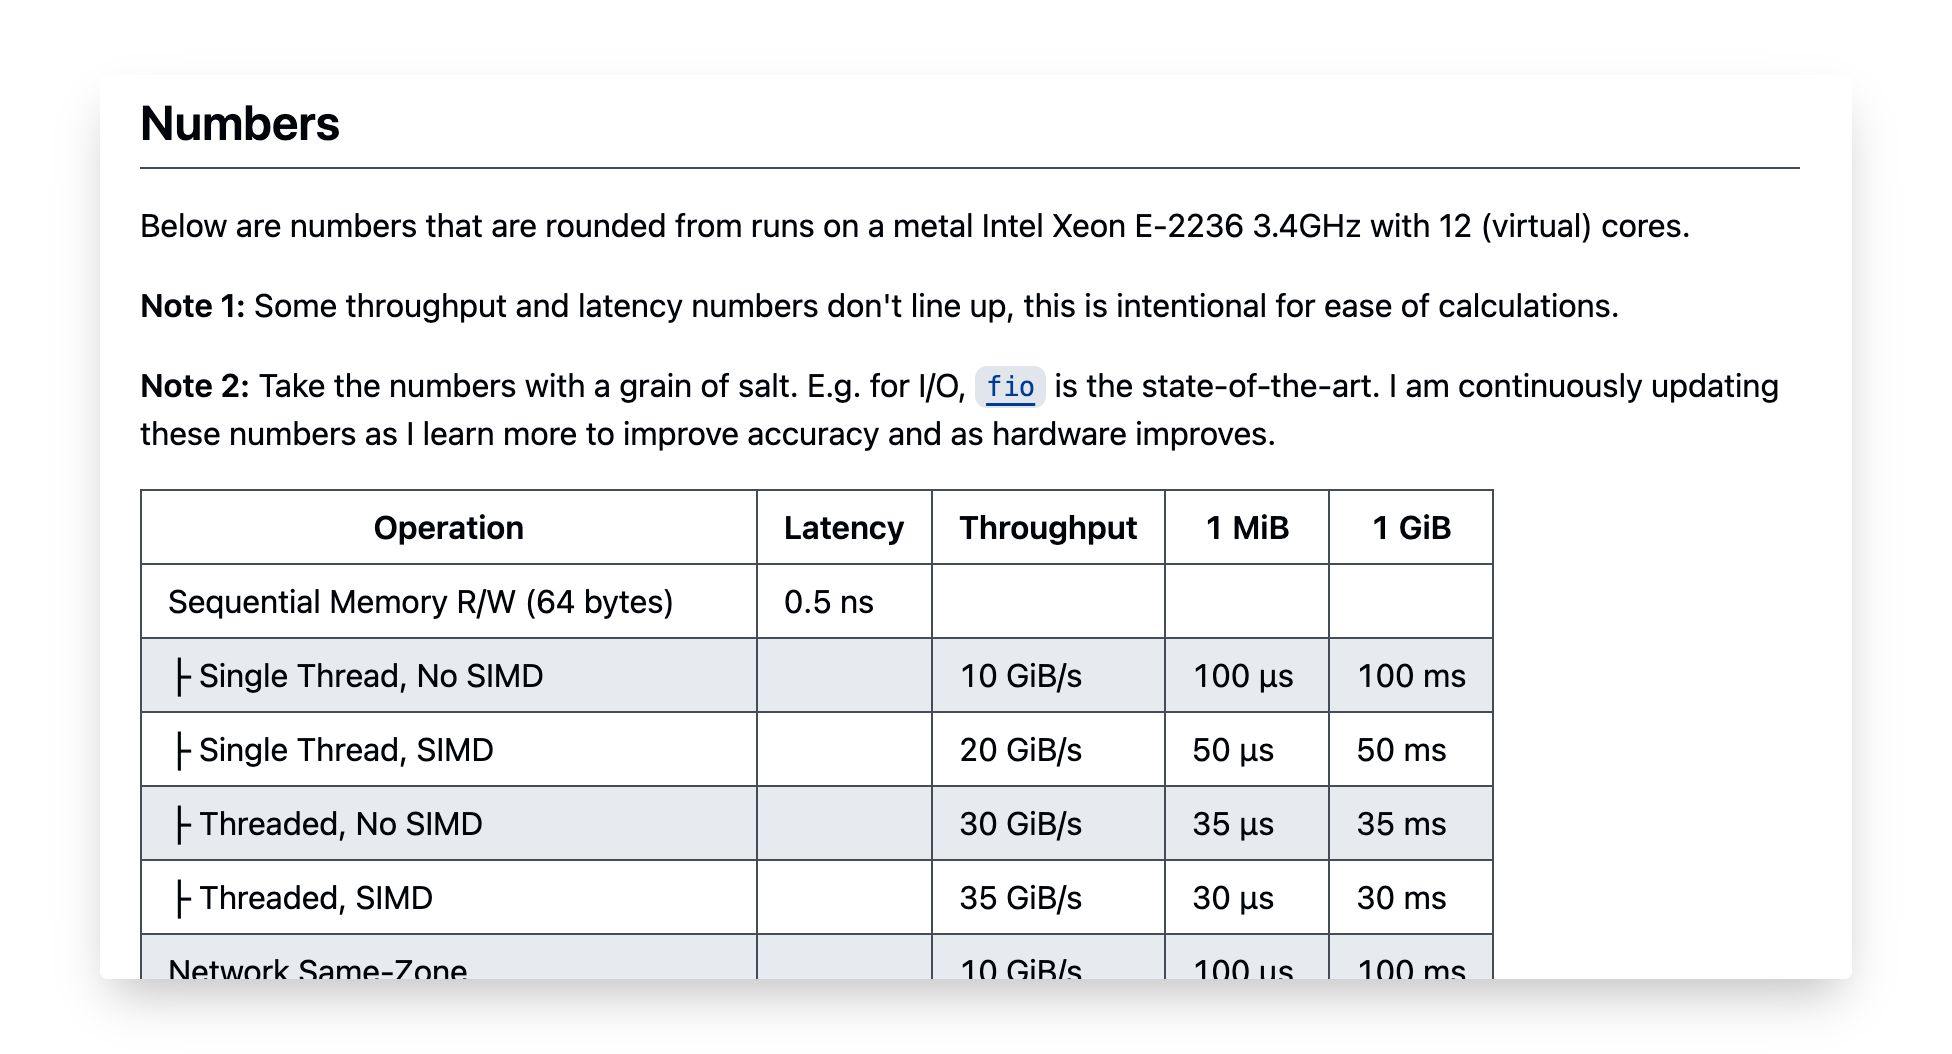 Numbers
Below are numbers that are rounded from runs on a metal Intel Xeon E-2236 3.4GHz with 12 (virtual) cores.
Note 1: Some throughput and latency numbers don't line up, this is intentional for ease of calculations.
Note 2: Take the numbers with a grain of salt. E.g. for I/O, fio is the state-of-the-art. I am continuously updating
these numbers as I learn more to improve accuracy and as hardware improves.
Operation Latency Throughput 1 MiB 1 GiB
Sequential Memory R/W (64 bytes) 0.5 ns
├ Single Thread, No SIMD 10 GiB/s 100 μs 100 ms
├ Single Thread, SIMD 20 GiB/s 50 μs 50 ms
├ Threaded, No SIMD 30 GiB/s 35 μs 35 ms
├ Threaded, SIMD 35 GiB/s 30 μs 30 ms
Network Same-Zone 10 GiB/s 100 μs 100 ms